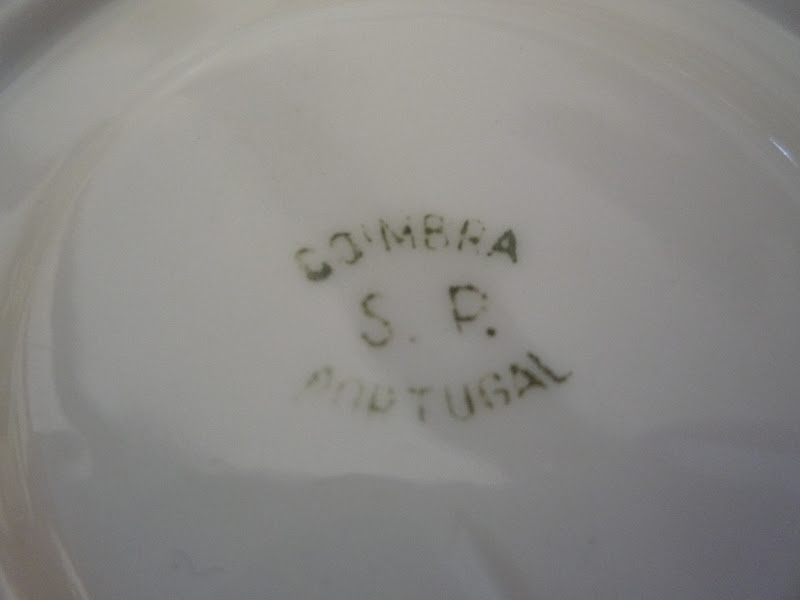 COIMBRA
S. P.
PORTUGAL